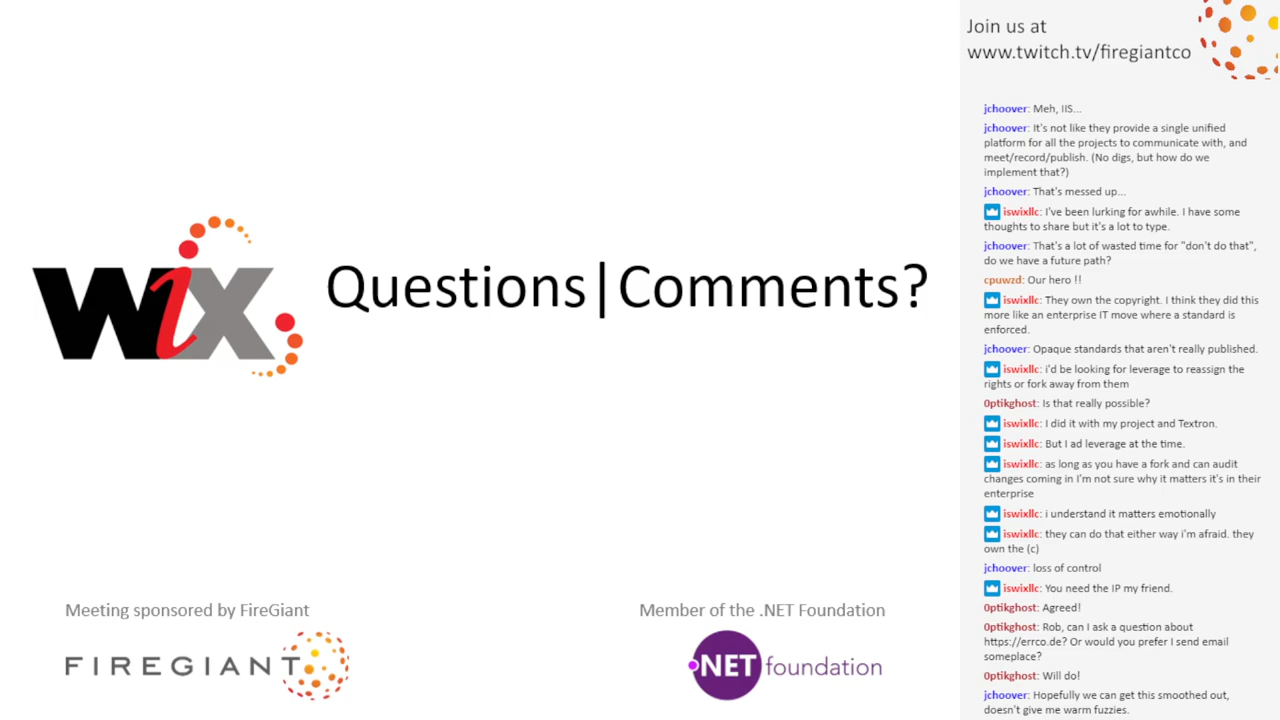 WiX
Questions|Comments?
Meeting sponsored by FireGiant
FIREGIANT
Member of the .NET Foundation
.NET foundation
Join us at
www.twitch.tv/firegiantco
jchoover: Meh, IIS...
jchoover: It's not like they provide a single unified
platform for all the projects to communicate with, and
meet/record/publish. (No digs, but how do we
implement that?)
jchoover: That's messed up...
iswixllc: I've been lurking for awhile. I have some
thoughts to share but it's a lot to type.
jchoover: That's a lot of wasted time for "don't do that",
do we have a future path?
cpuwzd: Our hero !!
iswixllc: They own the copyright. I think they did this
more like an enterprise IT move where a standard is
enforced.
jchoover: Opaque standards that aren't really published.
iswixllc: i'd be looking for leverage to reassign the
rights or fork away from them
0ptikghost: Is that really possible?
iswixllc: I did it with my project and Textron.
iswixllc: But I ad leverage at the time.
iswixllc: as long as you have a fork and can audit
changes coming in I'm not sure why it matters it's in their
enterprise
iswixllc: i understand it matters emotionally
iswixllc: they can do that either way i'm afraid. they
own the (c)
jchoover: loss of control
iswixllc: You need the IP my friend.
0ptikghost: Agreed!
0ptikghost: Rob, can I ask a question about
https://errco.de? Or would you prefer I send email
someplace?
0ptikghost: Will do!
jchoover: Hopefully we can get this smoothed out,
doesn't give me warm fuzzies.